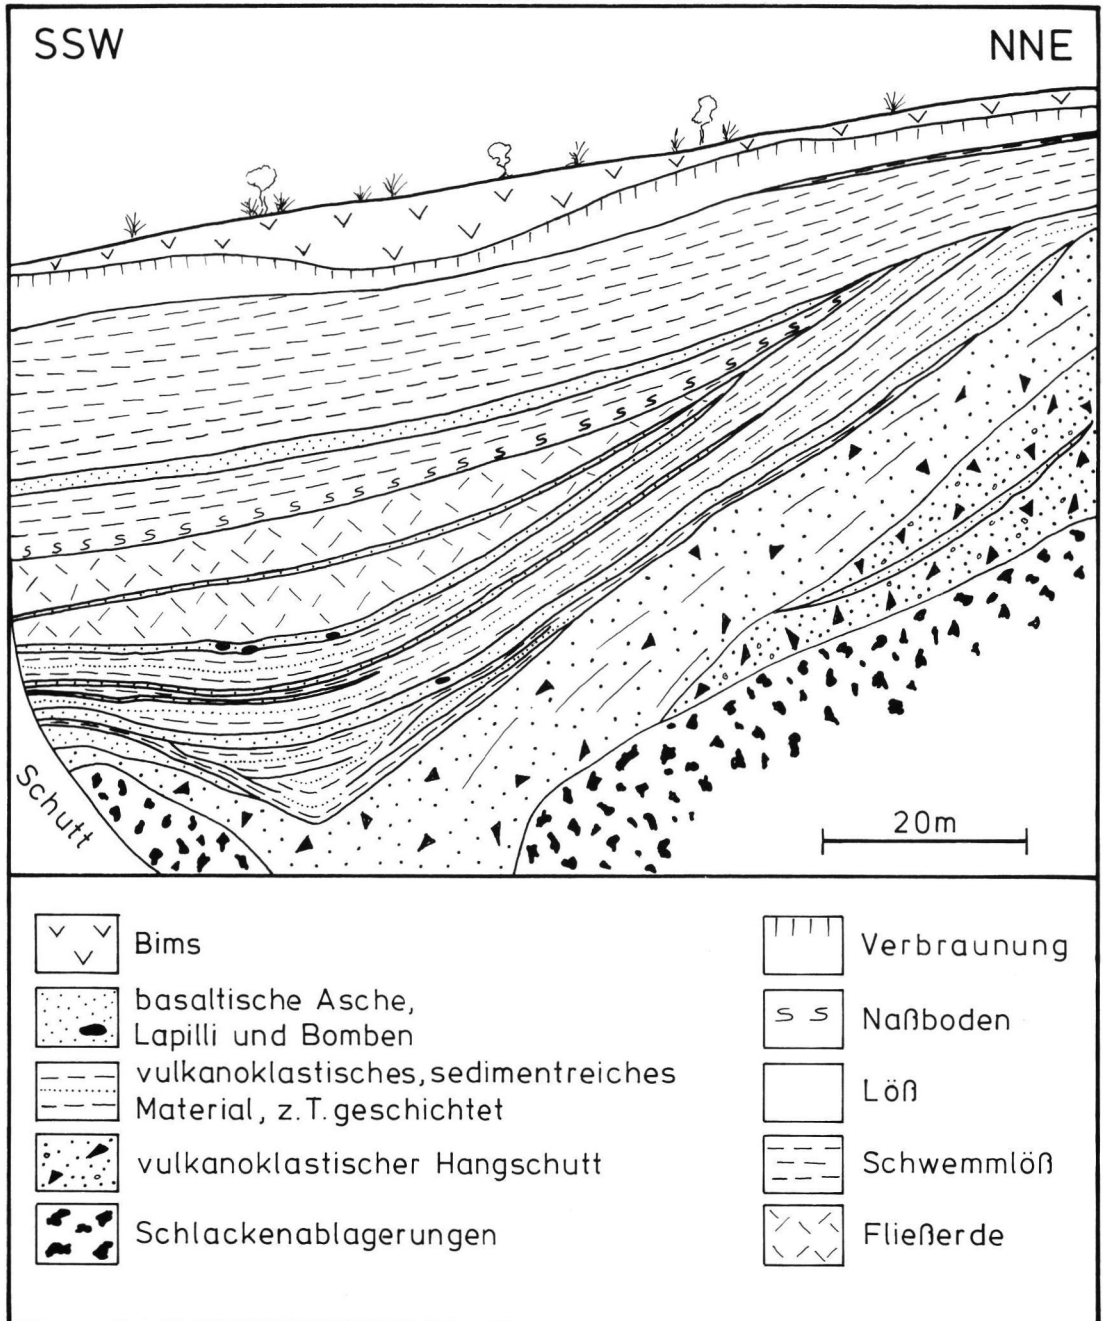 SSW
NNE
Schutt
20m
Bims
basaltische Asche,
Lapilli und Bomben
vulkanoklastisches, sedimentreiches
Material, z.T. geschichtet
vulkanoklastischer Hangschutt
Schlackenablagerungen
Verbraunung
Naßboden
Löß
Schwemmlöß
Fließerde